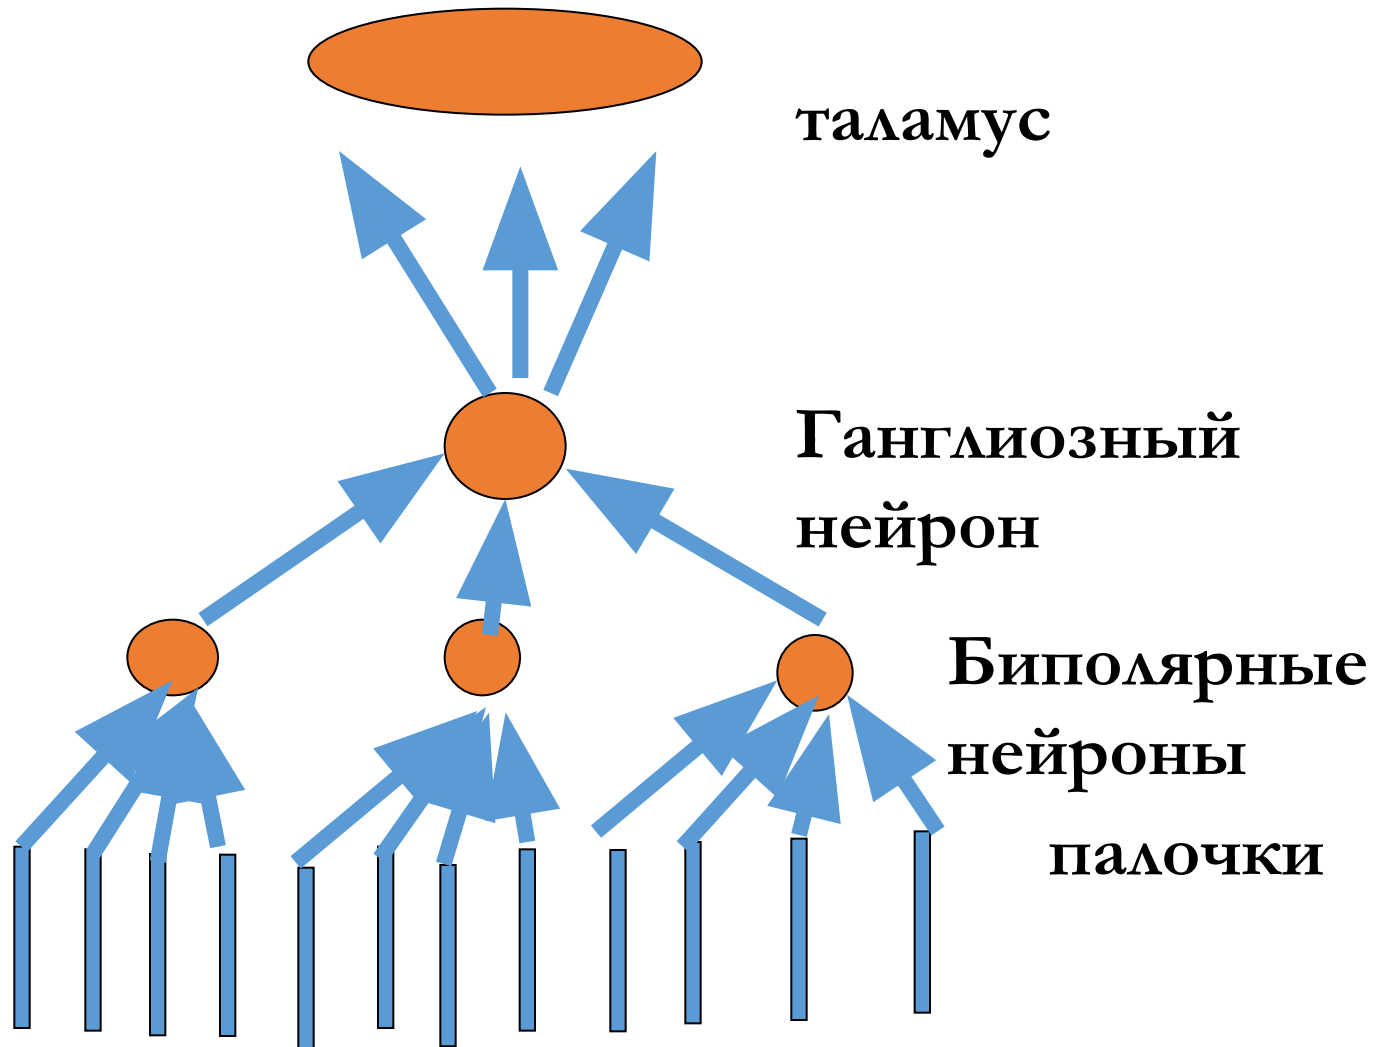 таламус
Ганглиозный
нейрон
Биполярные
нейроны
палочки